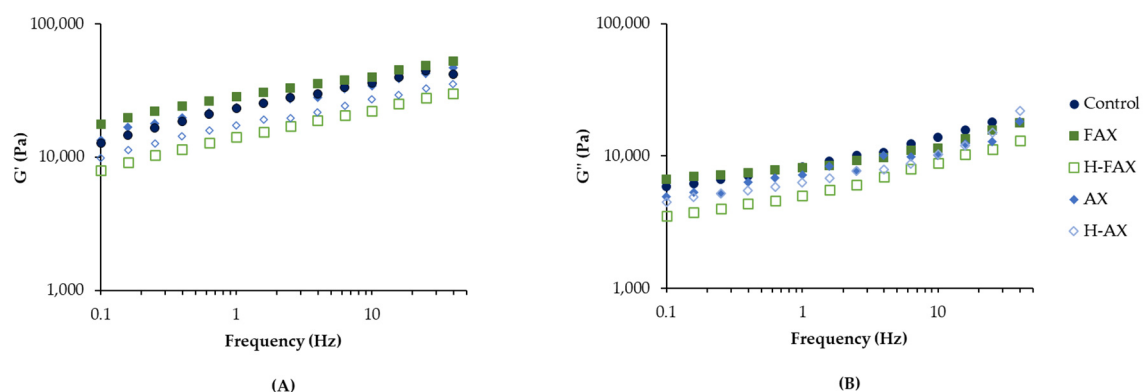 100,000
10,000
1,000
G' (Pa)
0.1 1 10
Frequency (Hz)
(A)
100,000
10,000
1,000
G'' (Pa)
0.1 1 10
Frequency (Hz)
(B)
Control
FAX
H-FAX
AX
H-AX